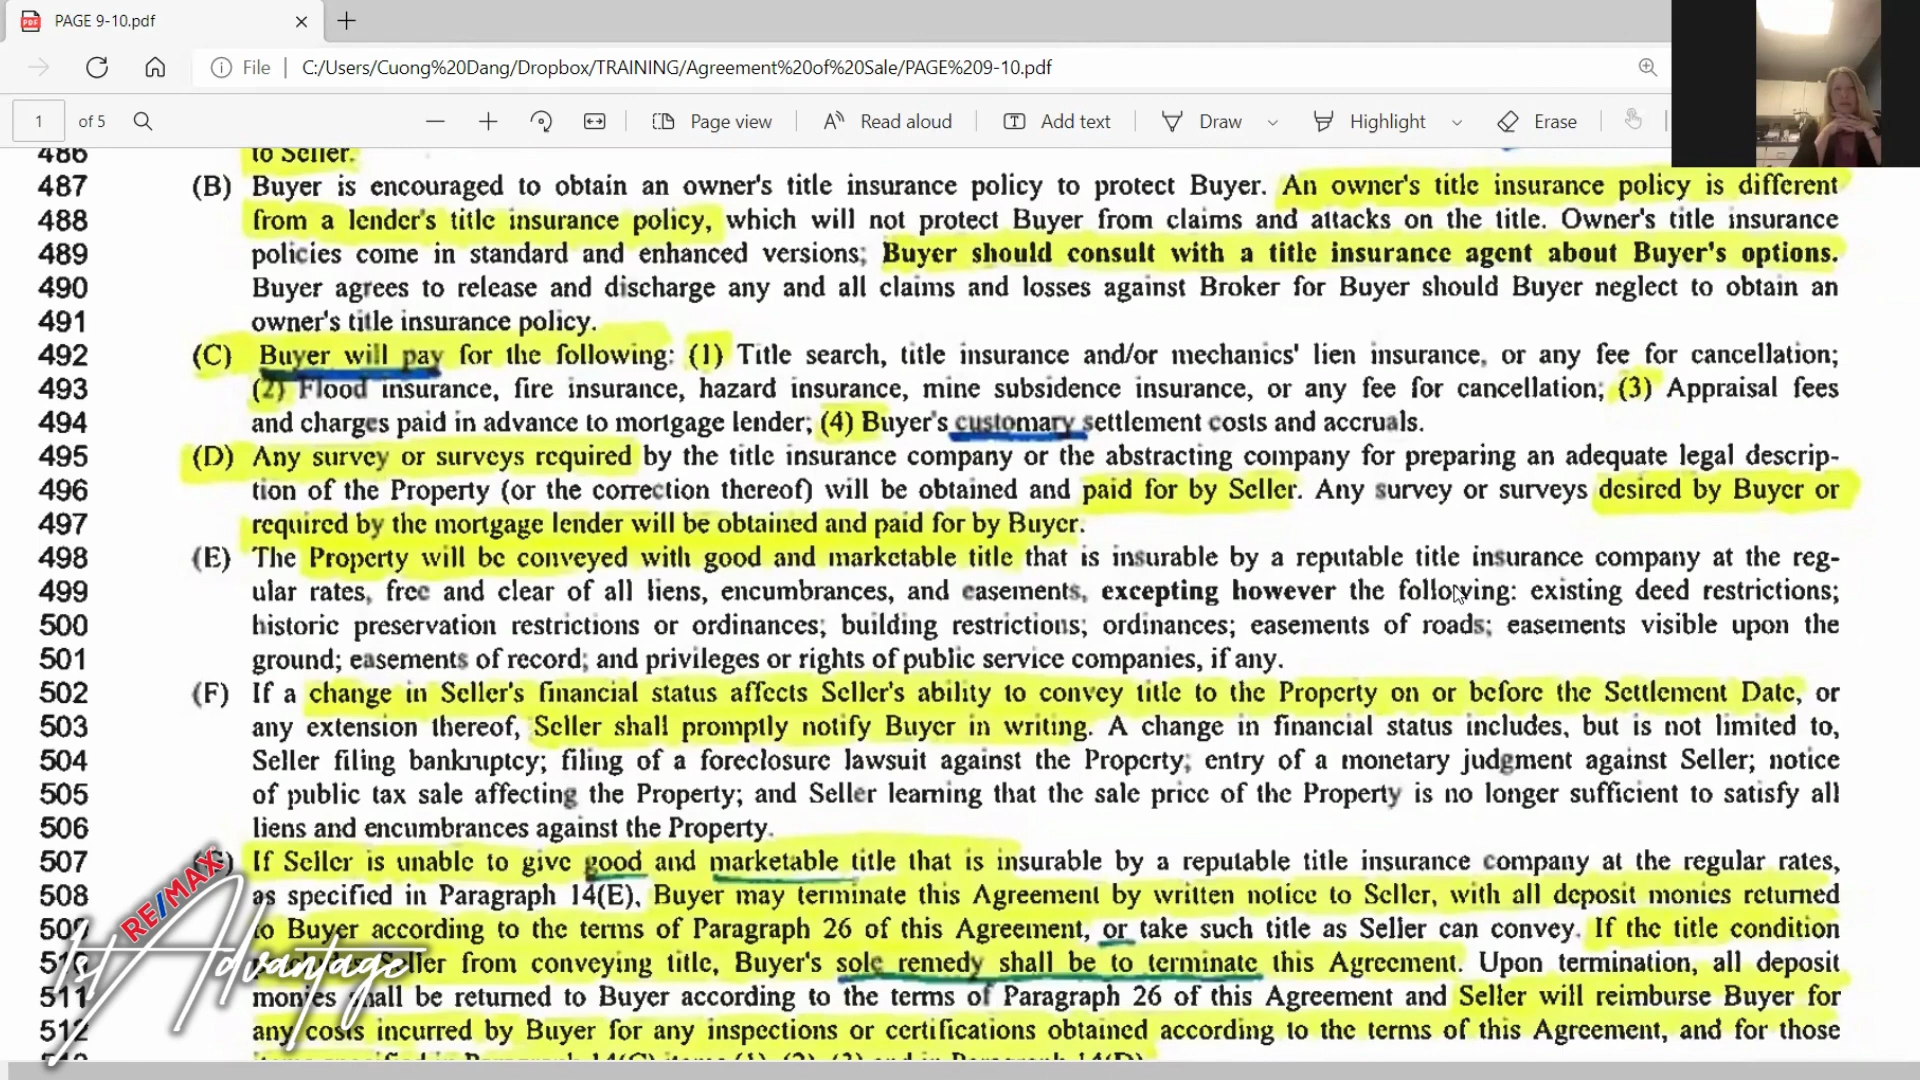 PAGE 9-10.pdf
File C:/Users/Cuong%20Dang/Dropbox/TRAINING/Agreement%20of%20Sale/PAGE%209-10.pdf
1 of 5 Page view Read aloud Add text Draw Highlight Erase
486 to Seller.
487 (B) Buyer is encouraged to obtain an owner's title insurance policy to protect Buyer. An owner's title insurance policy is different
488 from a lender's title insurance policy, which will not protect Buyer from claims and attacks on the title. Owner's title insurance
489 policies come in standard and enhanced versions; Buyer should consult with a title insurance agent about Buyer's options.
490 Buyer agrees to release and discharge any and all claims and losses against Broker for Buyer should Buyer neglect to obtain an
491 owner's title insurance policy.
492 (C) Buyer will pay for the following: (1) Title search, title insurance and/or mechanics' lien insurance, or any fee for cancellation;
493 (2) Flood insurance, fire insurance, hazard insurance, mine subsidence insurance, or any fee for cancellation; (3) Appraisal fees
494 and charges paid in advance to mortgage lender; (4) Buyer's customary settlement costs and accruals.
495 (D) Any survey or surveys required by the title insurance company or the abstracting company for preparing an adequate legal descrip-
496 tion of the Property (or the correction thereof) will be obtained and paid for by Seller. Any survey or surveys desired by Buyer or
497 required by the mortgage lender will be obtained and paid for by Buyer.
498 (E) The Property will be conveyed with good and marketable title that is insurable by a reputable title insurance company at the reg-
499 ular rates, free and clear of all liens, encumbrances, and easements, excepting however the following: existing deed restrictions;
500 historic preservation restrictions or ordinances; building restrictions; ordinances; easements of roads; easements visible upon the
501 ground; easements of record; and privileges or rights of public service companies, if any.
502 (F) If a change in Seller's financial status affects Seller's ability to convey title to the Property on or before the Settlement Date, or
503 any extension thereof, Seller shall promptly notify Buyer in writing. A change in financial status includes, but is not limited to,
504 Seller filing bankruptcy; filing of a foreclosure lawsuit against the Property; entry of a monetary judgment against Seller; notice
505 of public tax sale affecting the Property; and Seller learning that the sale price of the Property is no longer sufficient to satisfy all
506 liens and encumbrances against the Property.
507 (G) If Seller is unable to give good and marketable title that is insurable by a reputable title insurance company at the regular rates,
508 as specified in Paragraph 14(E), Buyer may terminate this Agreement by written notice to Seller, with all deposit monies returned
509 to Buyer according to the terms of Paragraph 26 of this Agreement, or take such title as Seller can convey. If the title condition
510 Seller from conveying title, Buyer's sole remedy shall be to terminate this Agreement. Upon termination, all deposit
511 monies shall be returned to Buyer according to the terms of Paragraph 26 of this Agreement and Seller will reimburse Buyer for
512 any costs incurred by Buyer for any inspections or certifications obtained according to the terms of this Agreement, and for those
RE/MAX
1st Advantage